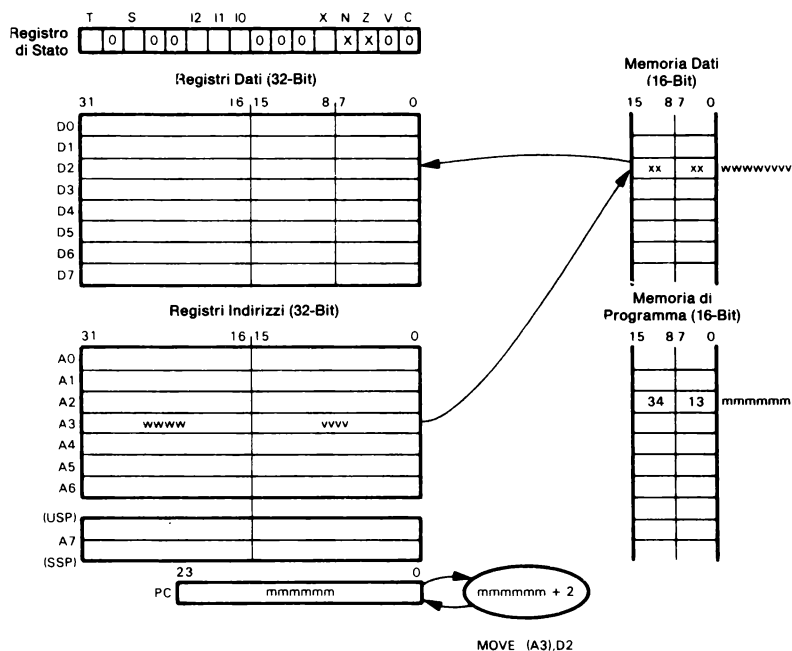 T S I2 I1 I0 X N Z V C
Registro di Stato
0 0 0 0 0 0 X X 0 0
Registri Dati (32-Bit)
31 16 15 8 7 0
D0
D1
D2
D3
D4
D5
D6
D7
Memoria Dati
(16-Bit)
15 8 7 0
xx xx wwwwvvvv
Registri Indirizzi (32-Bit)
31 16 15 0
A0
A1
A2
A3 wwww vvvv
A4
A5
A6
(USP)
A7
(SSP)
Memoria di
Programma (16-Bit)
15 8 7 0
34 13 mmmmmm
23 0
PC mmmmmm
mmmmmm + 2
MOVE (A3),D2